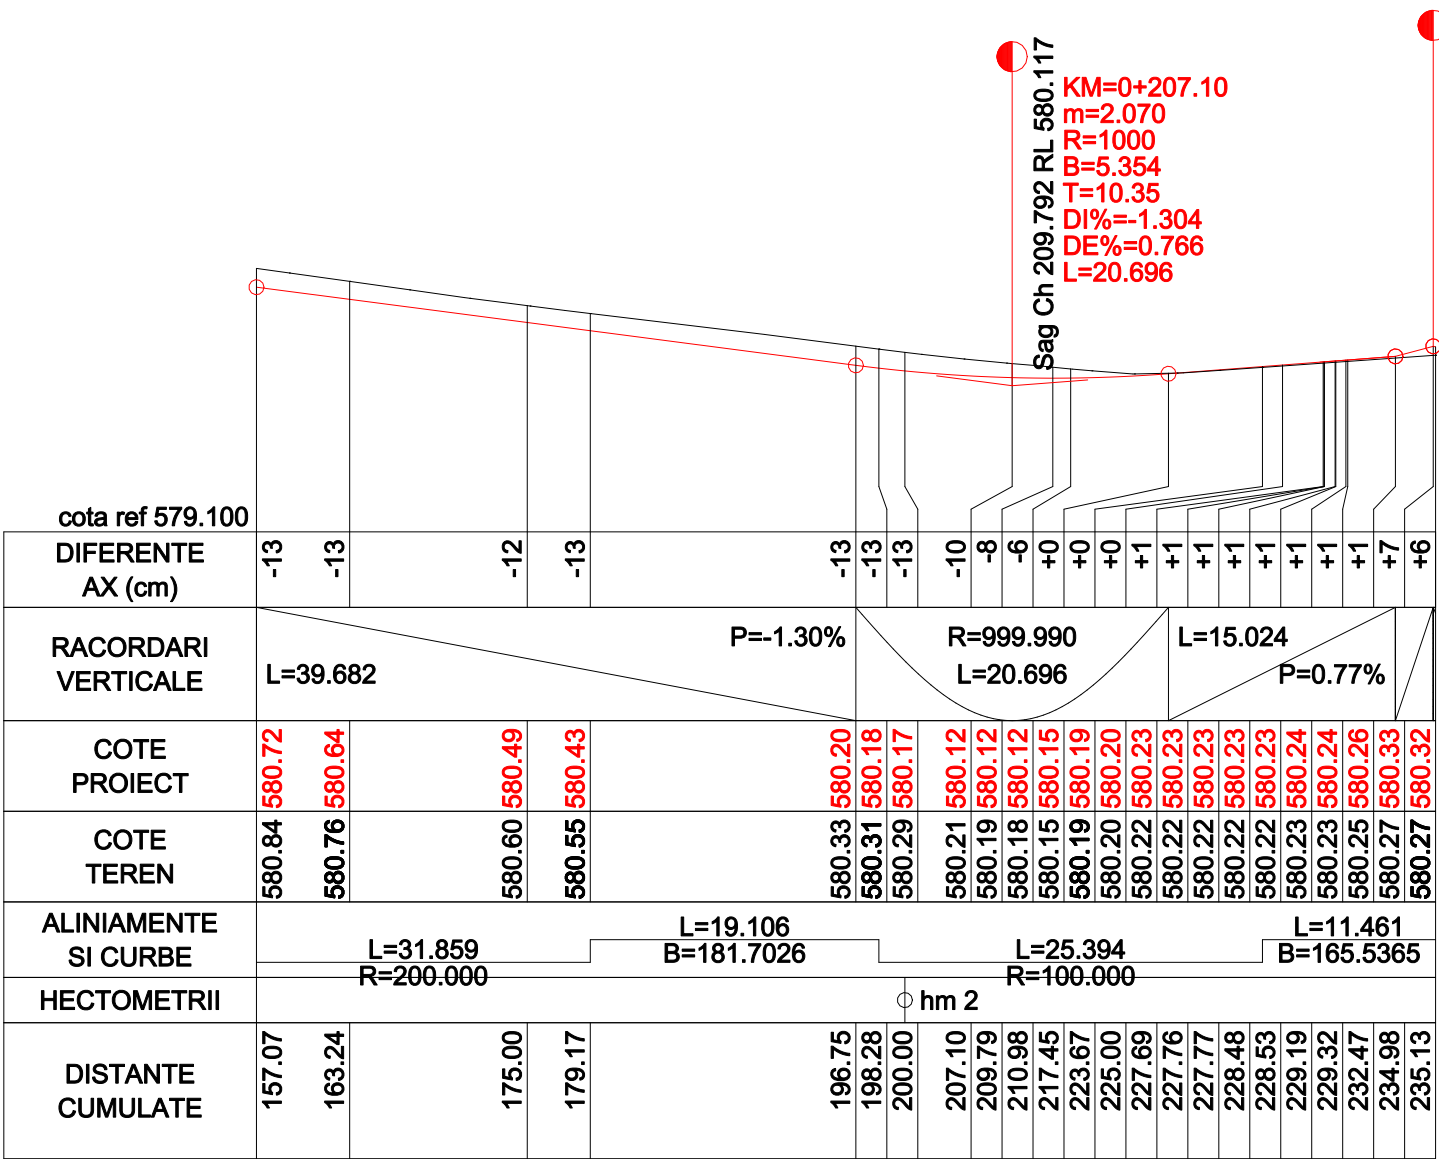 Sag Ch 209.792 RL 580.117
KM=0+207.10
m=2.070
R=1000
B=5.354
T=10.35
DI%=-1.304
DE%=0.766
L=20.696
cota ref 579.100
DIFERENTE
AX (cm)
-13 -13 -12 -13 -13 -13 -13 -10 -8 -6 +0 +0 +0 +1 +1 +1 +1 +1 +1 +1 +1 +7 +6
RACORDARI
VERTICALE
L=39.682
P=-1.30%
R=999.990
L=20.696
L=15.024
P=0.77%
COTE
PROIECT
580.72 580.64 580.49 580.43 580.20 580.18 580.17 580.12 580.12 580.12 580.15 580.19 580.20 580.23 580.23 580.23 580.23 580.23 580.24 580.24 580.26 580.33 580.32
COTE
TEREN
580.84 580.76 580.60 580.55 580.33 580.31 580.29 580.21 580.19 580.18 580.15 580.19 580.20 580.22 580.22 580.22 580.22 580.22 580.23 580.23 580.25 580.27 580.27
ALINIAMENTE
SI CURBE
L=31.859
R=200.000
L=19.106
B=181.7026
L=25.394
R=100.000
L=11.461
B=165.5365
HECTOMETRII
hm 2
DISTANTE
CUMULATE
157.07 163.24 175.00 179.17 196.75 198.28 200.00 207.10 209.79 210.98 217.45 223.67 225.00 227.69 227.76 227.77 228.48 228.53 229.19 229.32 232.47 234.98 235.13